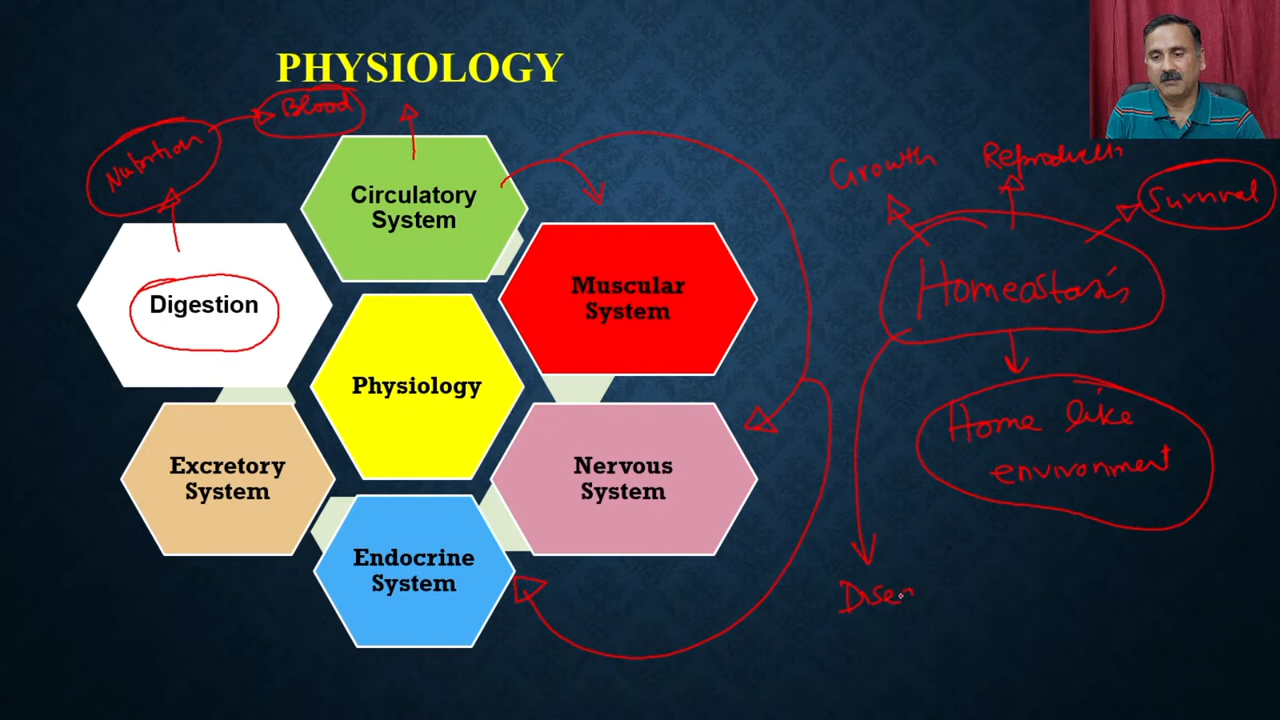 PHYSIOLOGY
Blood
Nutrition
Circulatory
System
Digestion
Muscular
System
Physiology
Excretory
System
Nervous
System
Endocrine
System
Growth
Survival
Homeostasis
Home like
environment